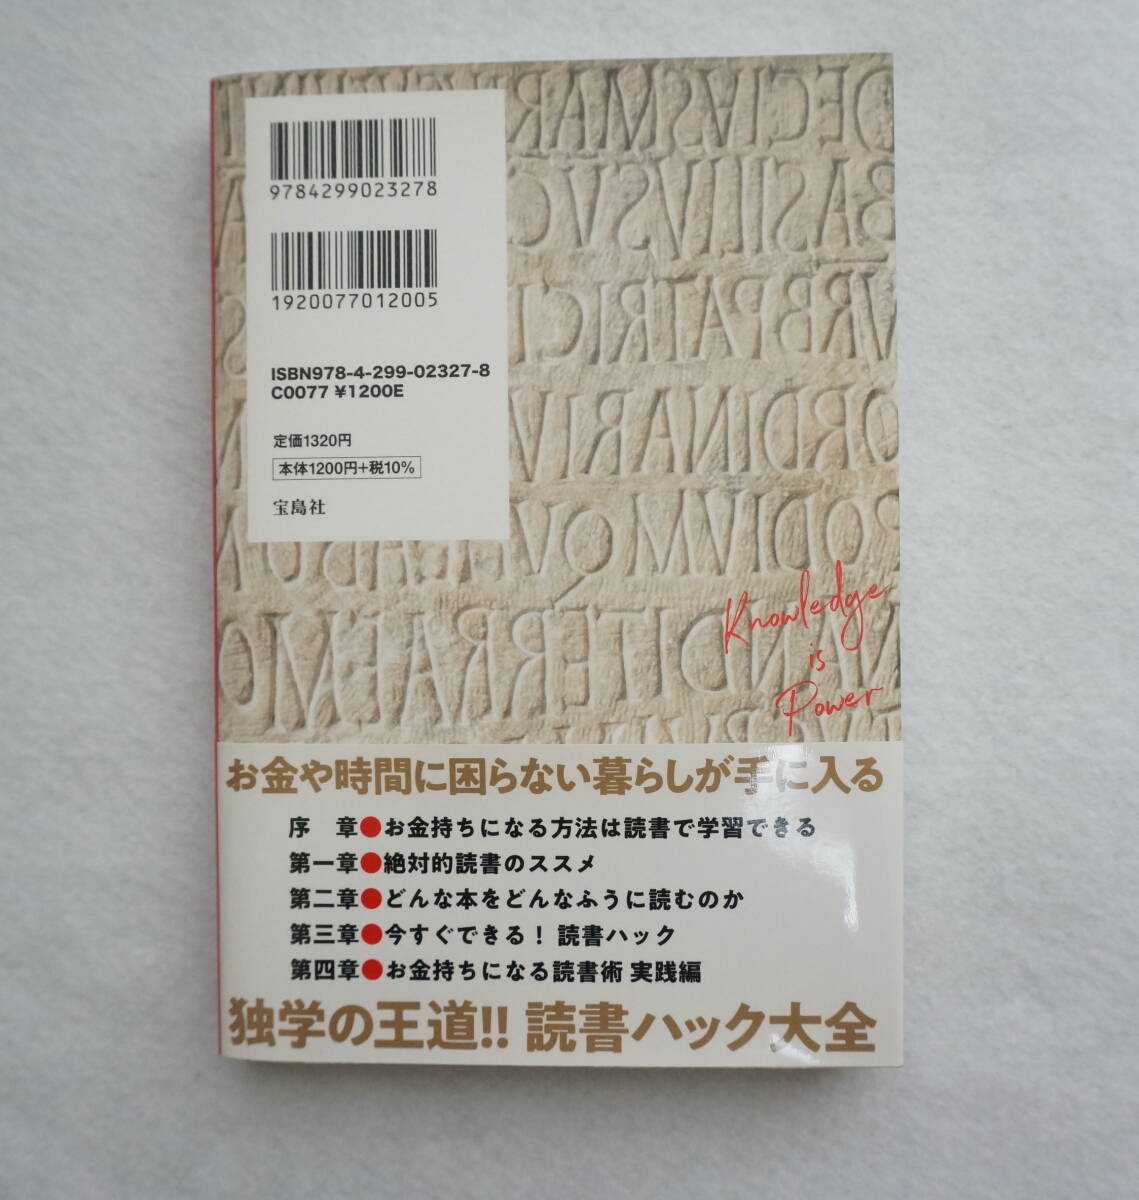 9784299023278
1920077012005
ISBN978-4-299-02327-8
C0077 ¥1200E
定価1320円
本体1200円+税10%
宝島社
DECIVSMAR
BASILIVSVVC
VRBPATRICI
ORDINARIVS
Knowledge
is
Power
お金や時間に困らない暮らしが手に入る
序 章●お金持ちになる方法は読書で学習できる
第一章●絶対的読書のススメ
第二章●どんな本をどんなふうに読むのか
第三章●今すぐできる! 読書ハック
第四章●お金持ちになる読書術 実践編
独学の王道!! 読書ハック大全